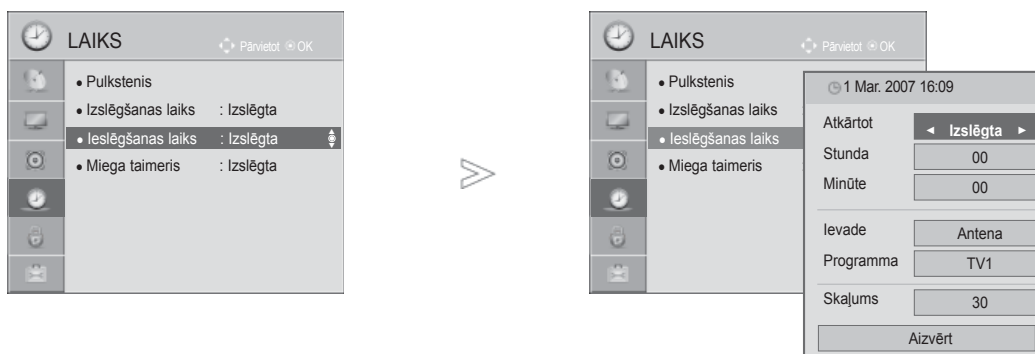 LAIKS
Pārvietot OK
• Pulkstenis
• Izslēgšanas laiks : Izslēgta
• Ieslēgšanas laiks : Izslēgta
• Miega taimeris : Izslēgta
LAIKS
Pārvietot OK
• Pulkstenis
• Izslēgšanas laiks
• Ieslēgšanas laiks
• Miega taimeris
1 Mar. 2007 16:09
Atkārtot ◄ Izslēgta ►
Stunda 00
Minūte 00
Ievade Antena
Programma TV1
Skaļums 30
Aizvērt